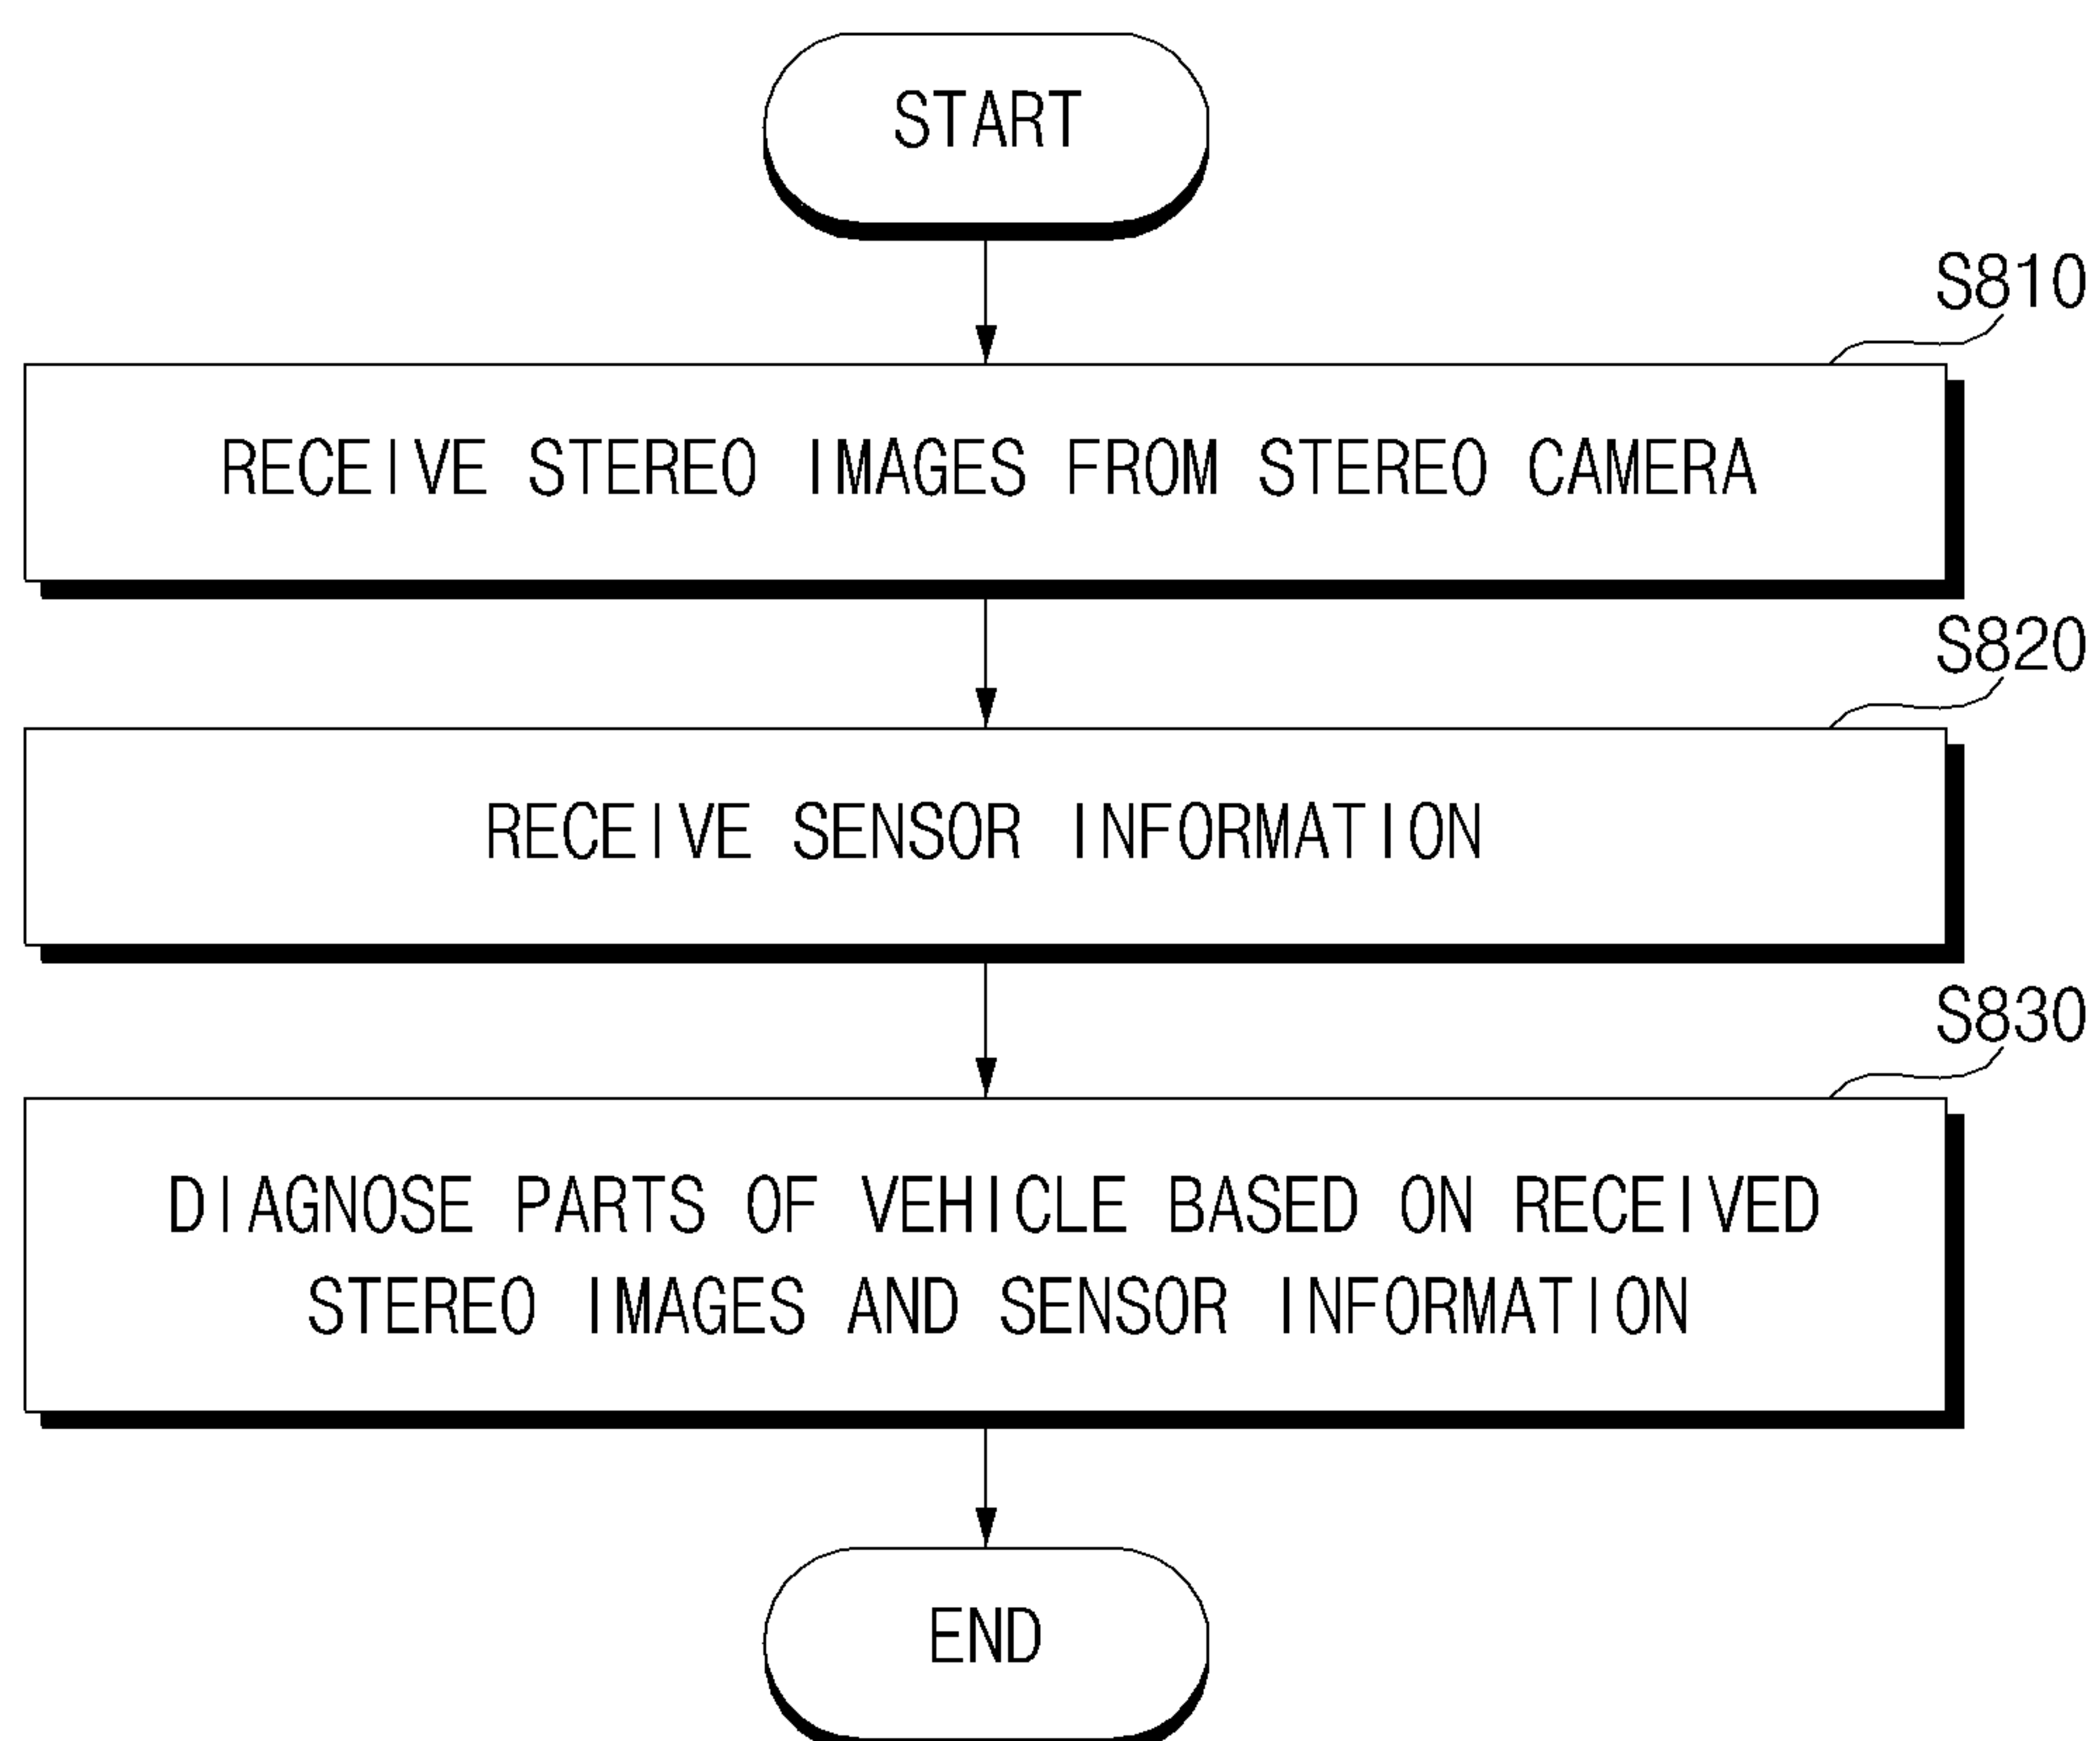 START
S810
RECEIVE STEREO IMAGES FROM STEREO CAMERA
S820
RECEIVE SENSOR INFORMATION
S830
DIAGNOSE PARTS OF VEHICLE BASED ON RECEIVED
STEREO IMAGES AND SENSOR INFORMATION
END